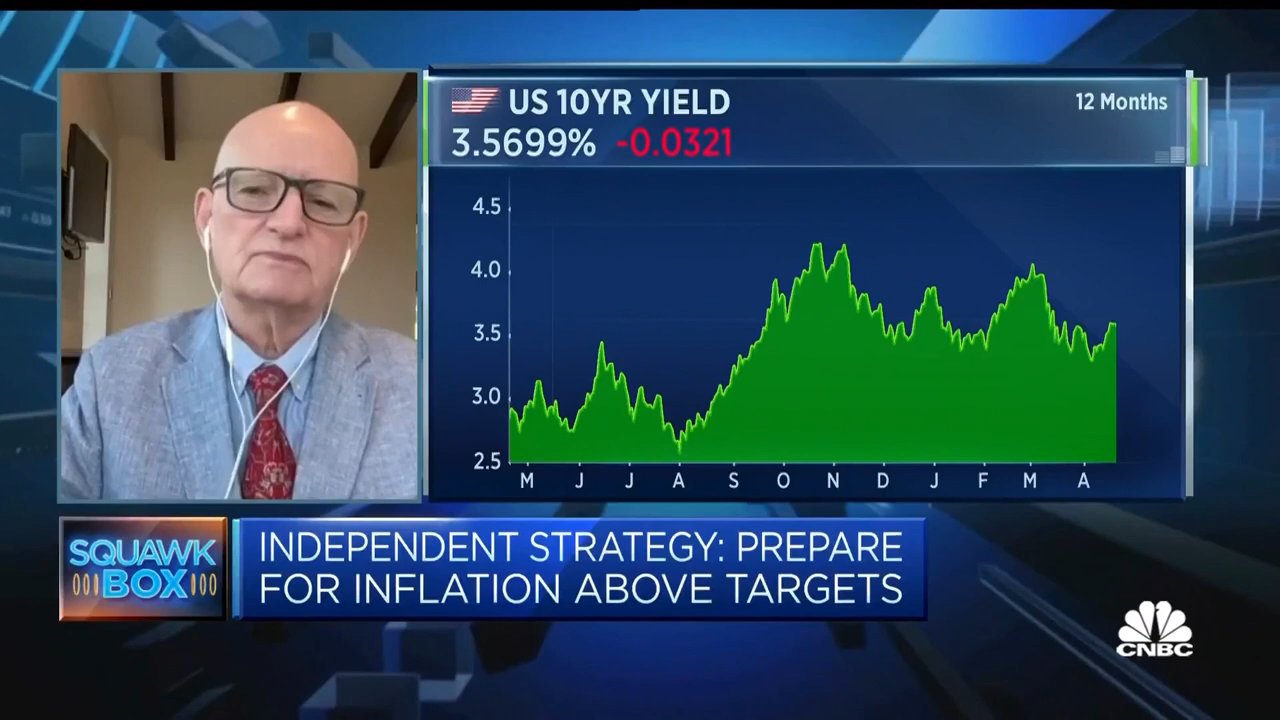 US 10YR YIELD
12 Months
3.5699% -0.0321
4.5
4.0
3.5
3.0
2.5
M J J A S O N D J F M A
SQUAWK
BOX
INDEPENDENT STRATEGY: PREPARE
FOR INFLATION ABOVE TARGETS
CNBC